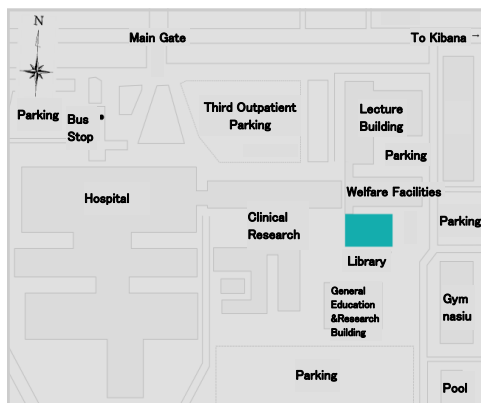 N
Main Gate
To Kibana →
Parking
Bus
Stop
Third Outpatient
Parking
Lecture
Building
Parking
Hospital
Welfare Facilities
Clinical
Research
Parking
Library
General
Education
&Research
Building
Gym
nasiu
Parking
Pool